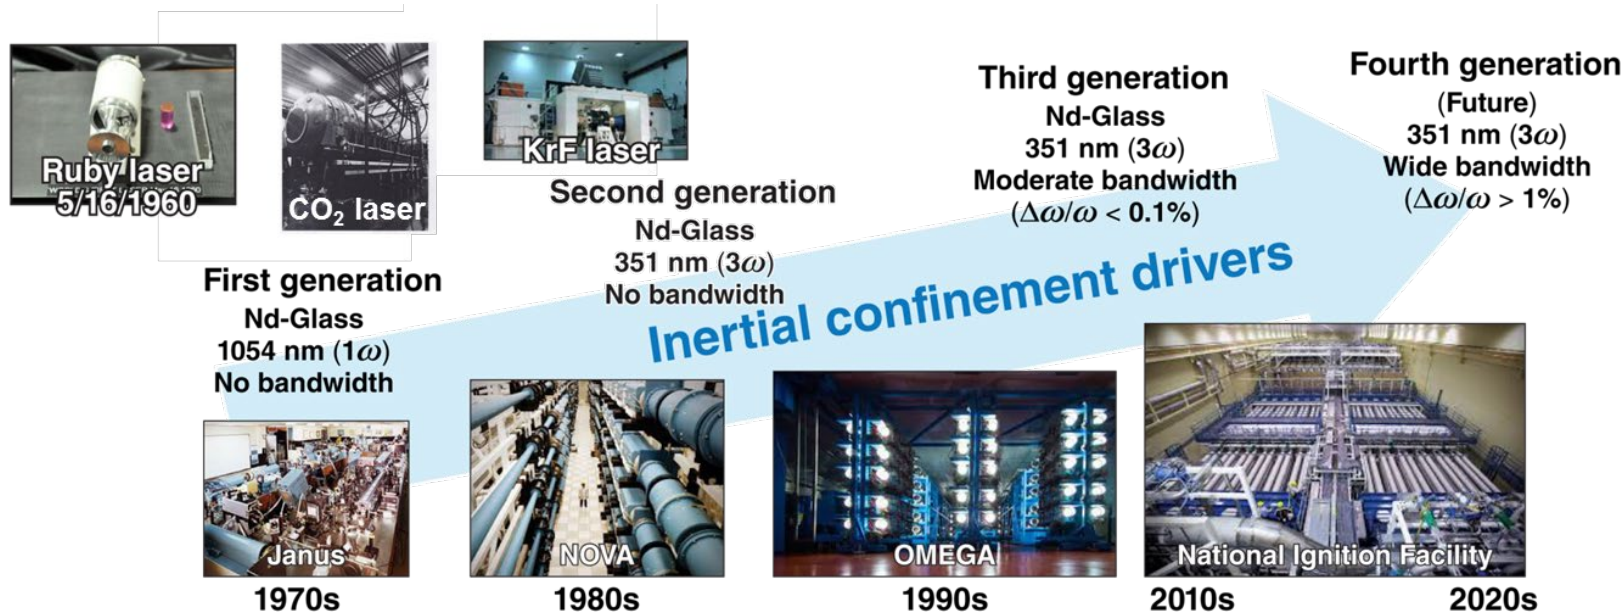 Ruby laser
5/16/1960
CO₂ laser
KrF laser
First generation
Nd-Glass
1054 nm (1ω)
No bandwidth
Second generation
Nd-Glass
351 nm (3ω)
No bandwidth
Third generation
Nd-Glass
351 nm (3ω)
Moderate bandwidth
(Δω/ω < 0.1%)
Fourth generation
(Future)
351 nm (3ω)
Wide bandwidth
(Δω/ω > 1%)
Inertial confinement drivers
Janus
NOVA
OMEGA
National Ignition Facility
1970s
1980s
1990s
2010s
2020s